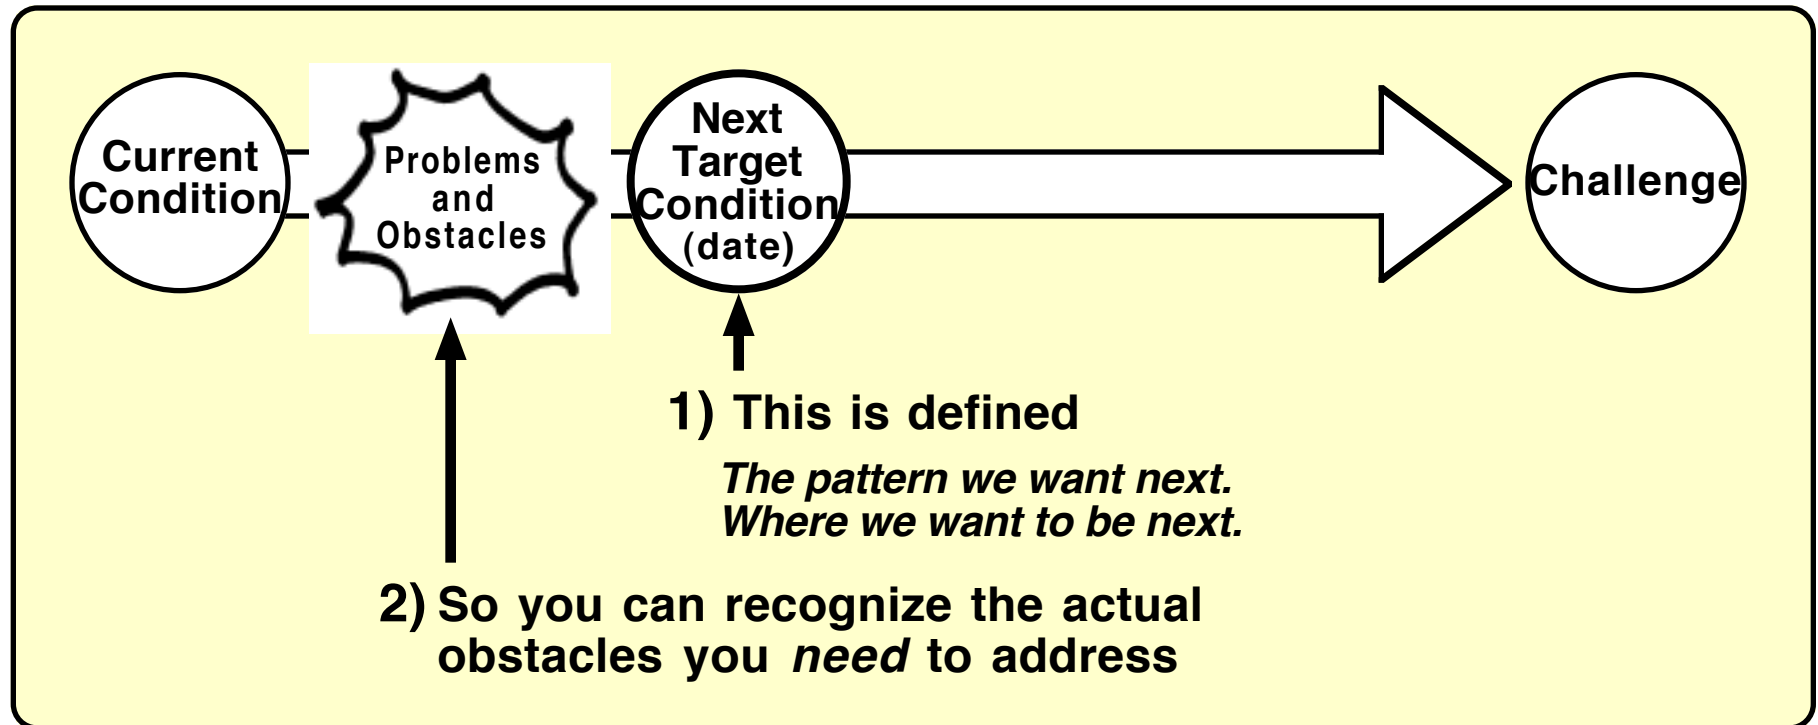 Current
Condition
Problems
and
Obstacles
Next
Target
Condition
(date)
Challenge
1) This is defined
The pattern we want next.
Where we want to be next.
2) So you can recognize the actual
obstacles you need to address